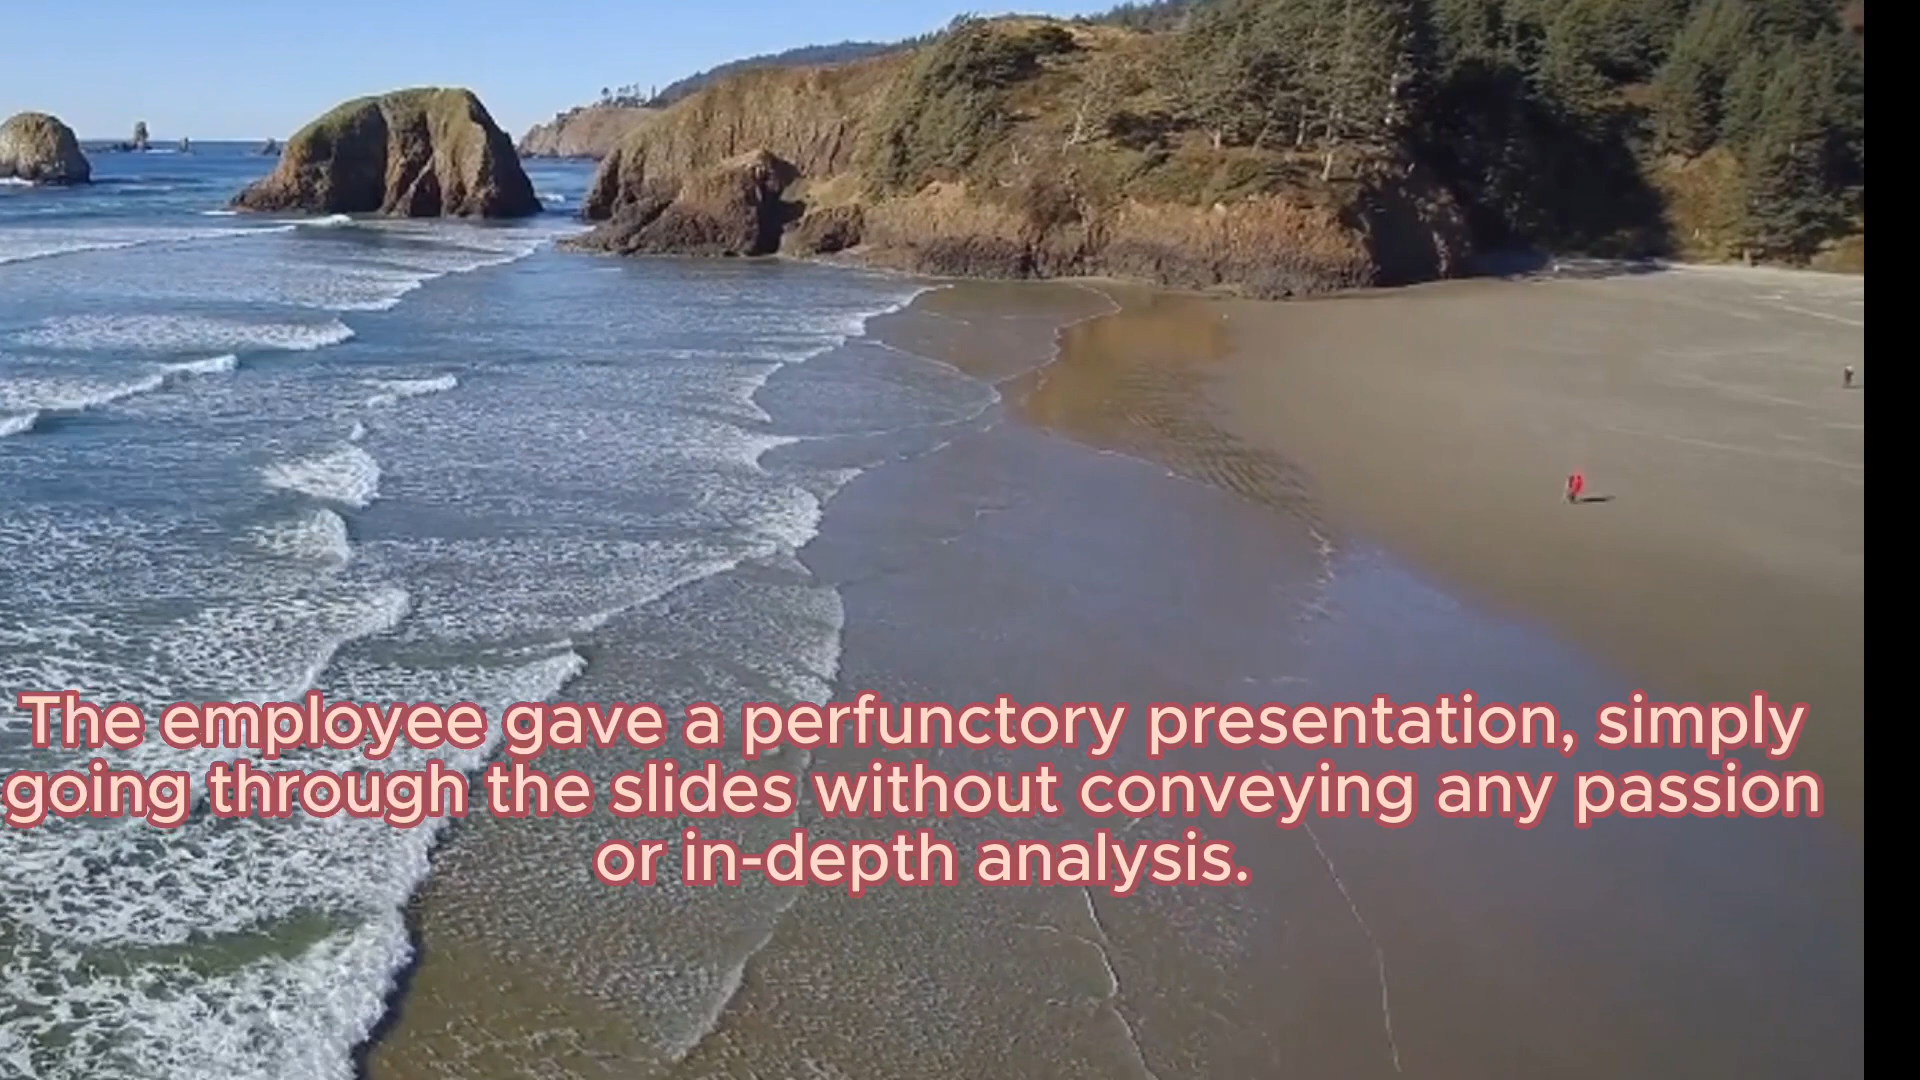 The employee gave a perfunctory presentation, simply
going through the slides without conveying any passion
or in-depth analysis.